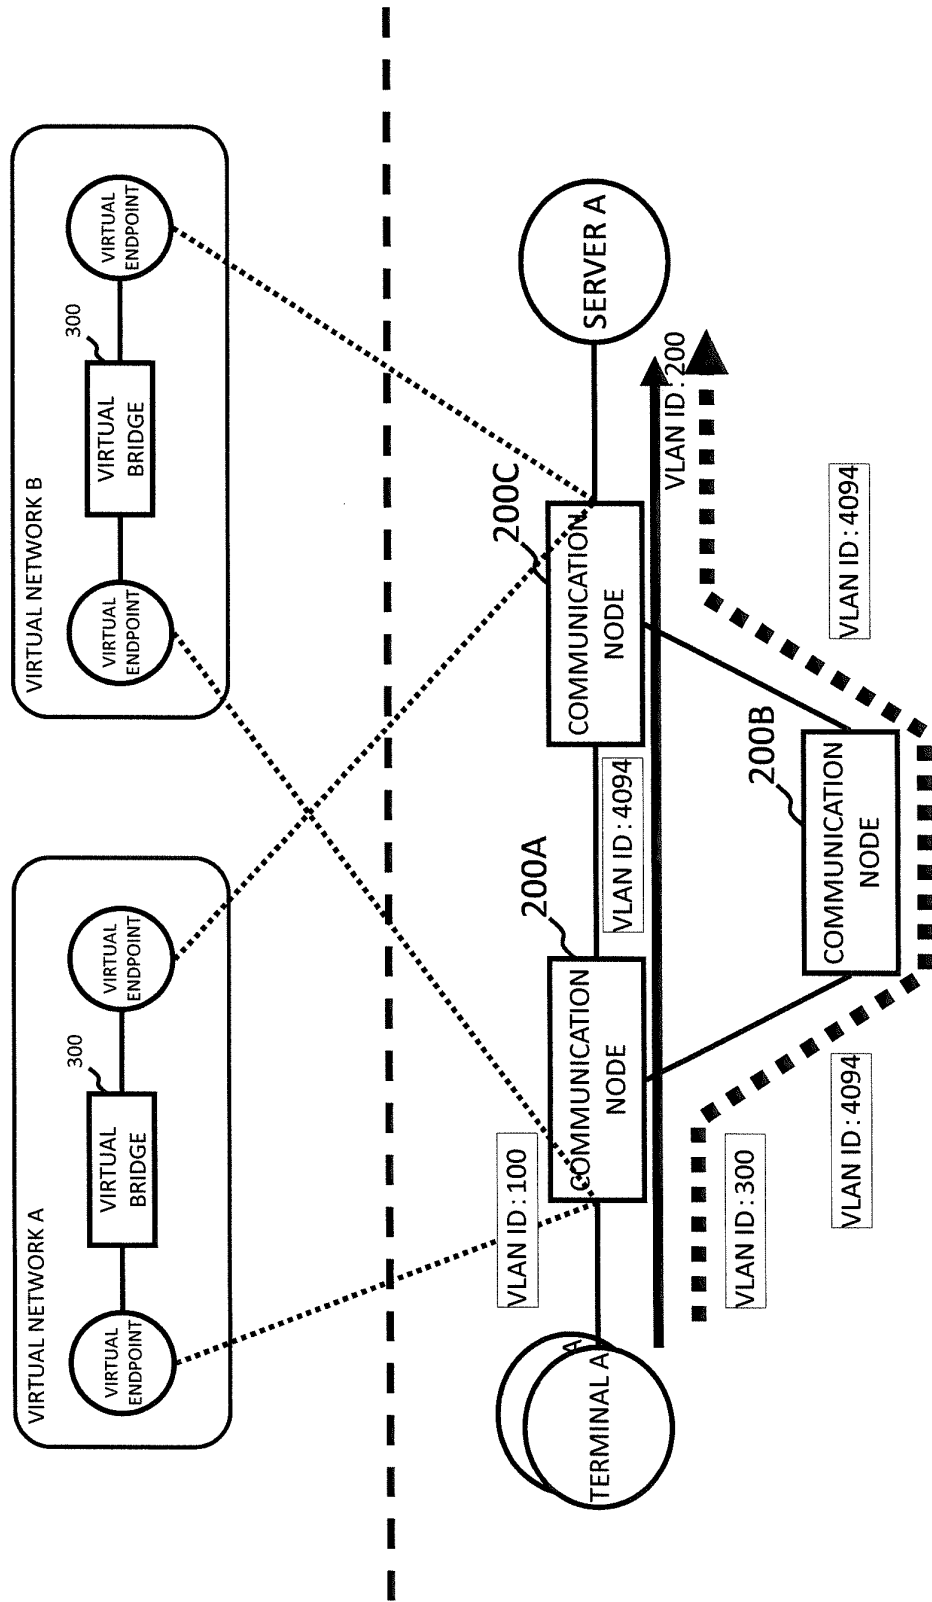 VIRTUAL NETWORK A
VIRTUAL
ENDPOINT
VIRTUAL
BRIDGE
300
VIRTUAL
ENDPOINT
VIRTUAL NETWORK B
VIRTUAL
ENDPOINT
VIRTUAL
BRIDGE
300
VIRTUAL
ENDPOINT
A
TERMINAL A
VLAN ID : 100
COMMUNICATION
NODE
200A
VLAN ID : 4094
COMMUNICATION
NODE
200C
SERVER A
VLAN ID : 200
VLAN ID : 300
VLAN ID : 4094
COMMUNICATION
NODE
200B
VLAN ID : 4094